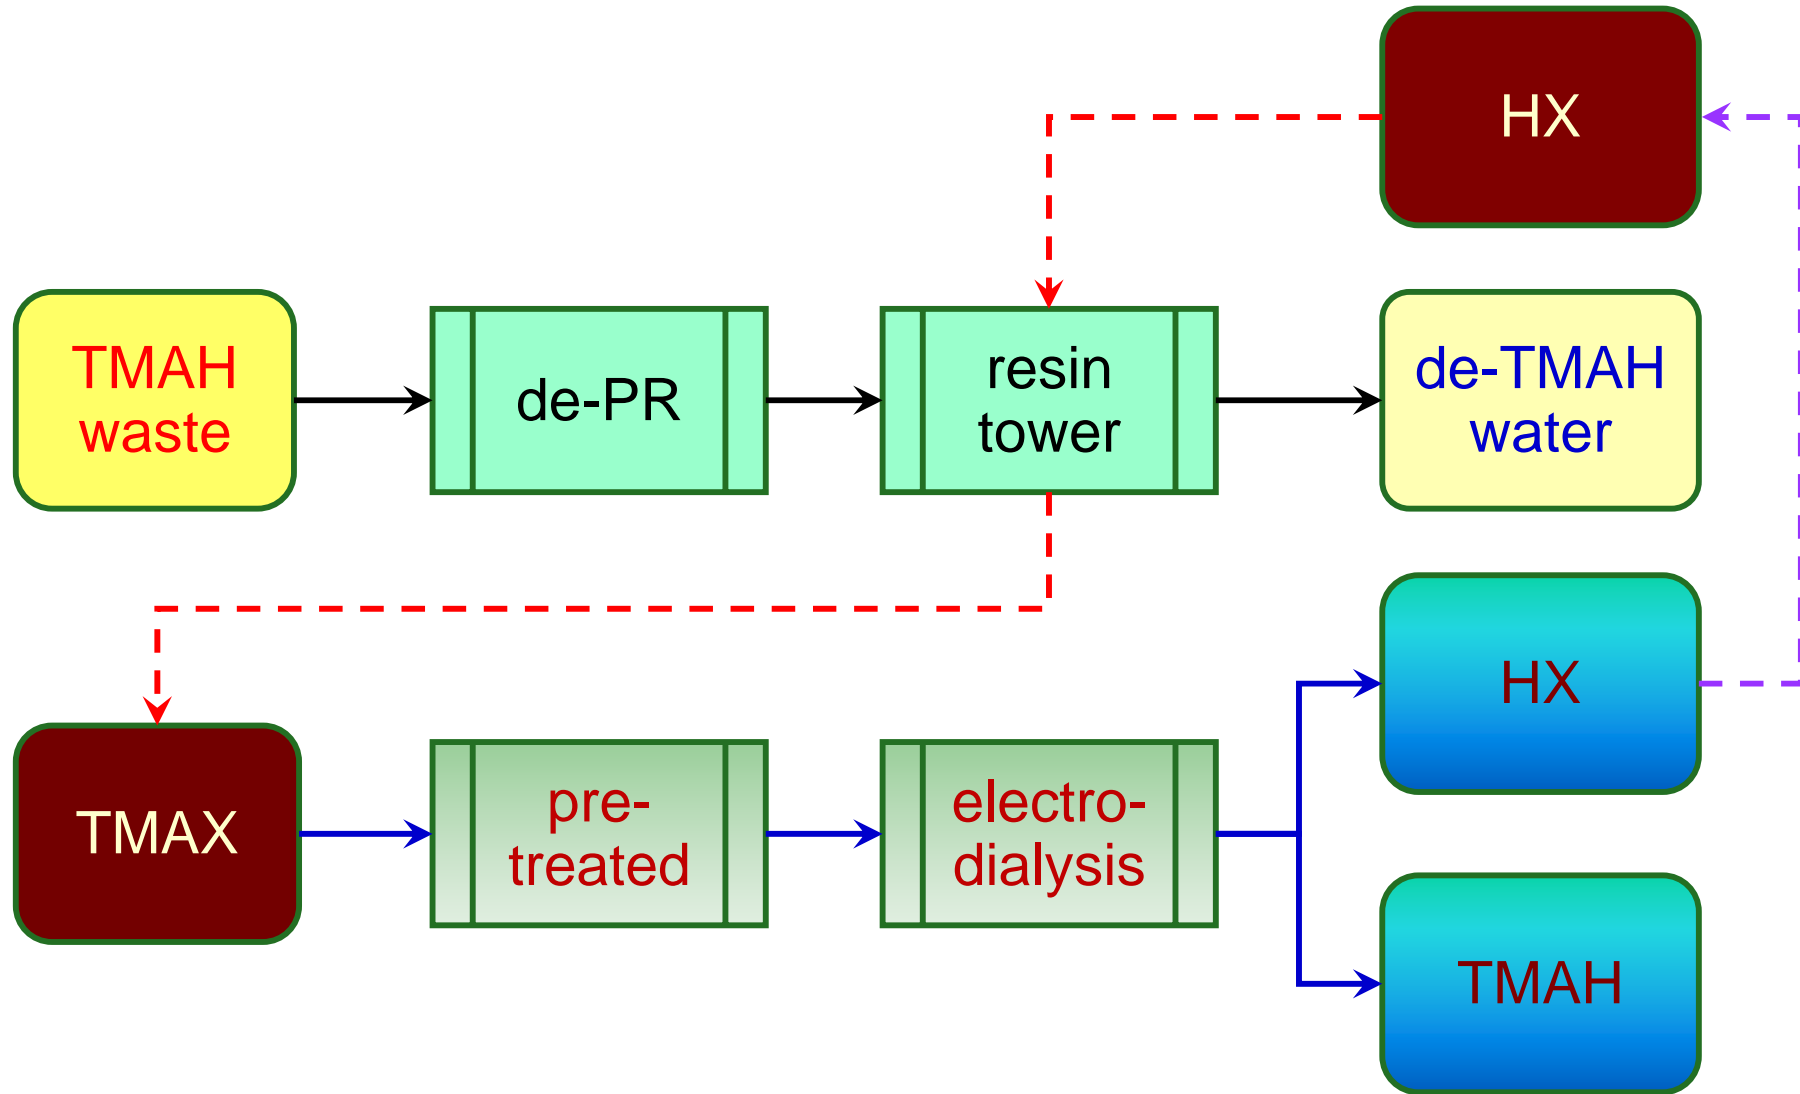 HX
TMAH
waste
de-PR
resin
tower
de-TMAH
water
HX
TMAX
pre-
treated
electro-
dialysis
TMAH